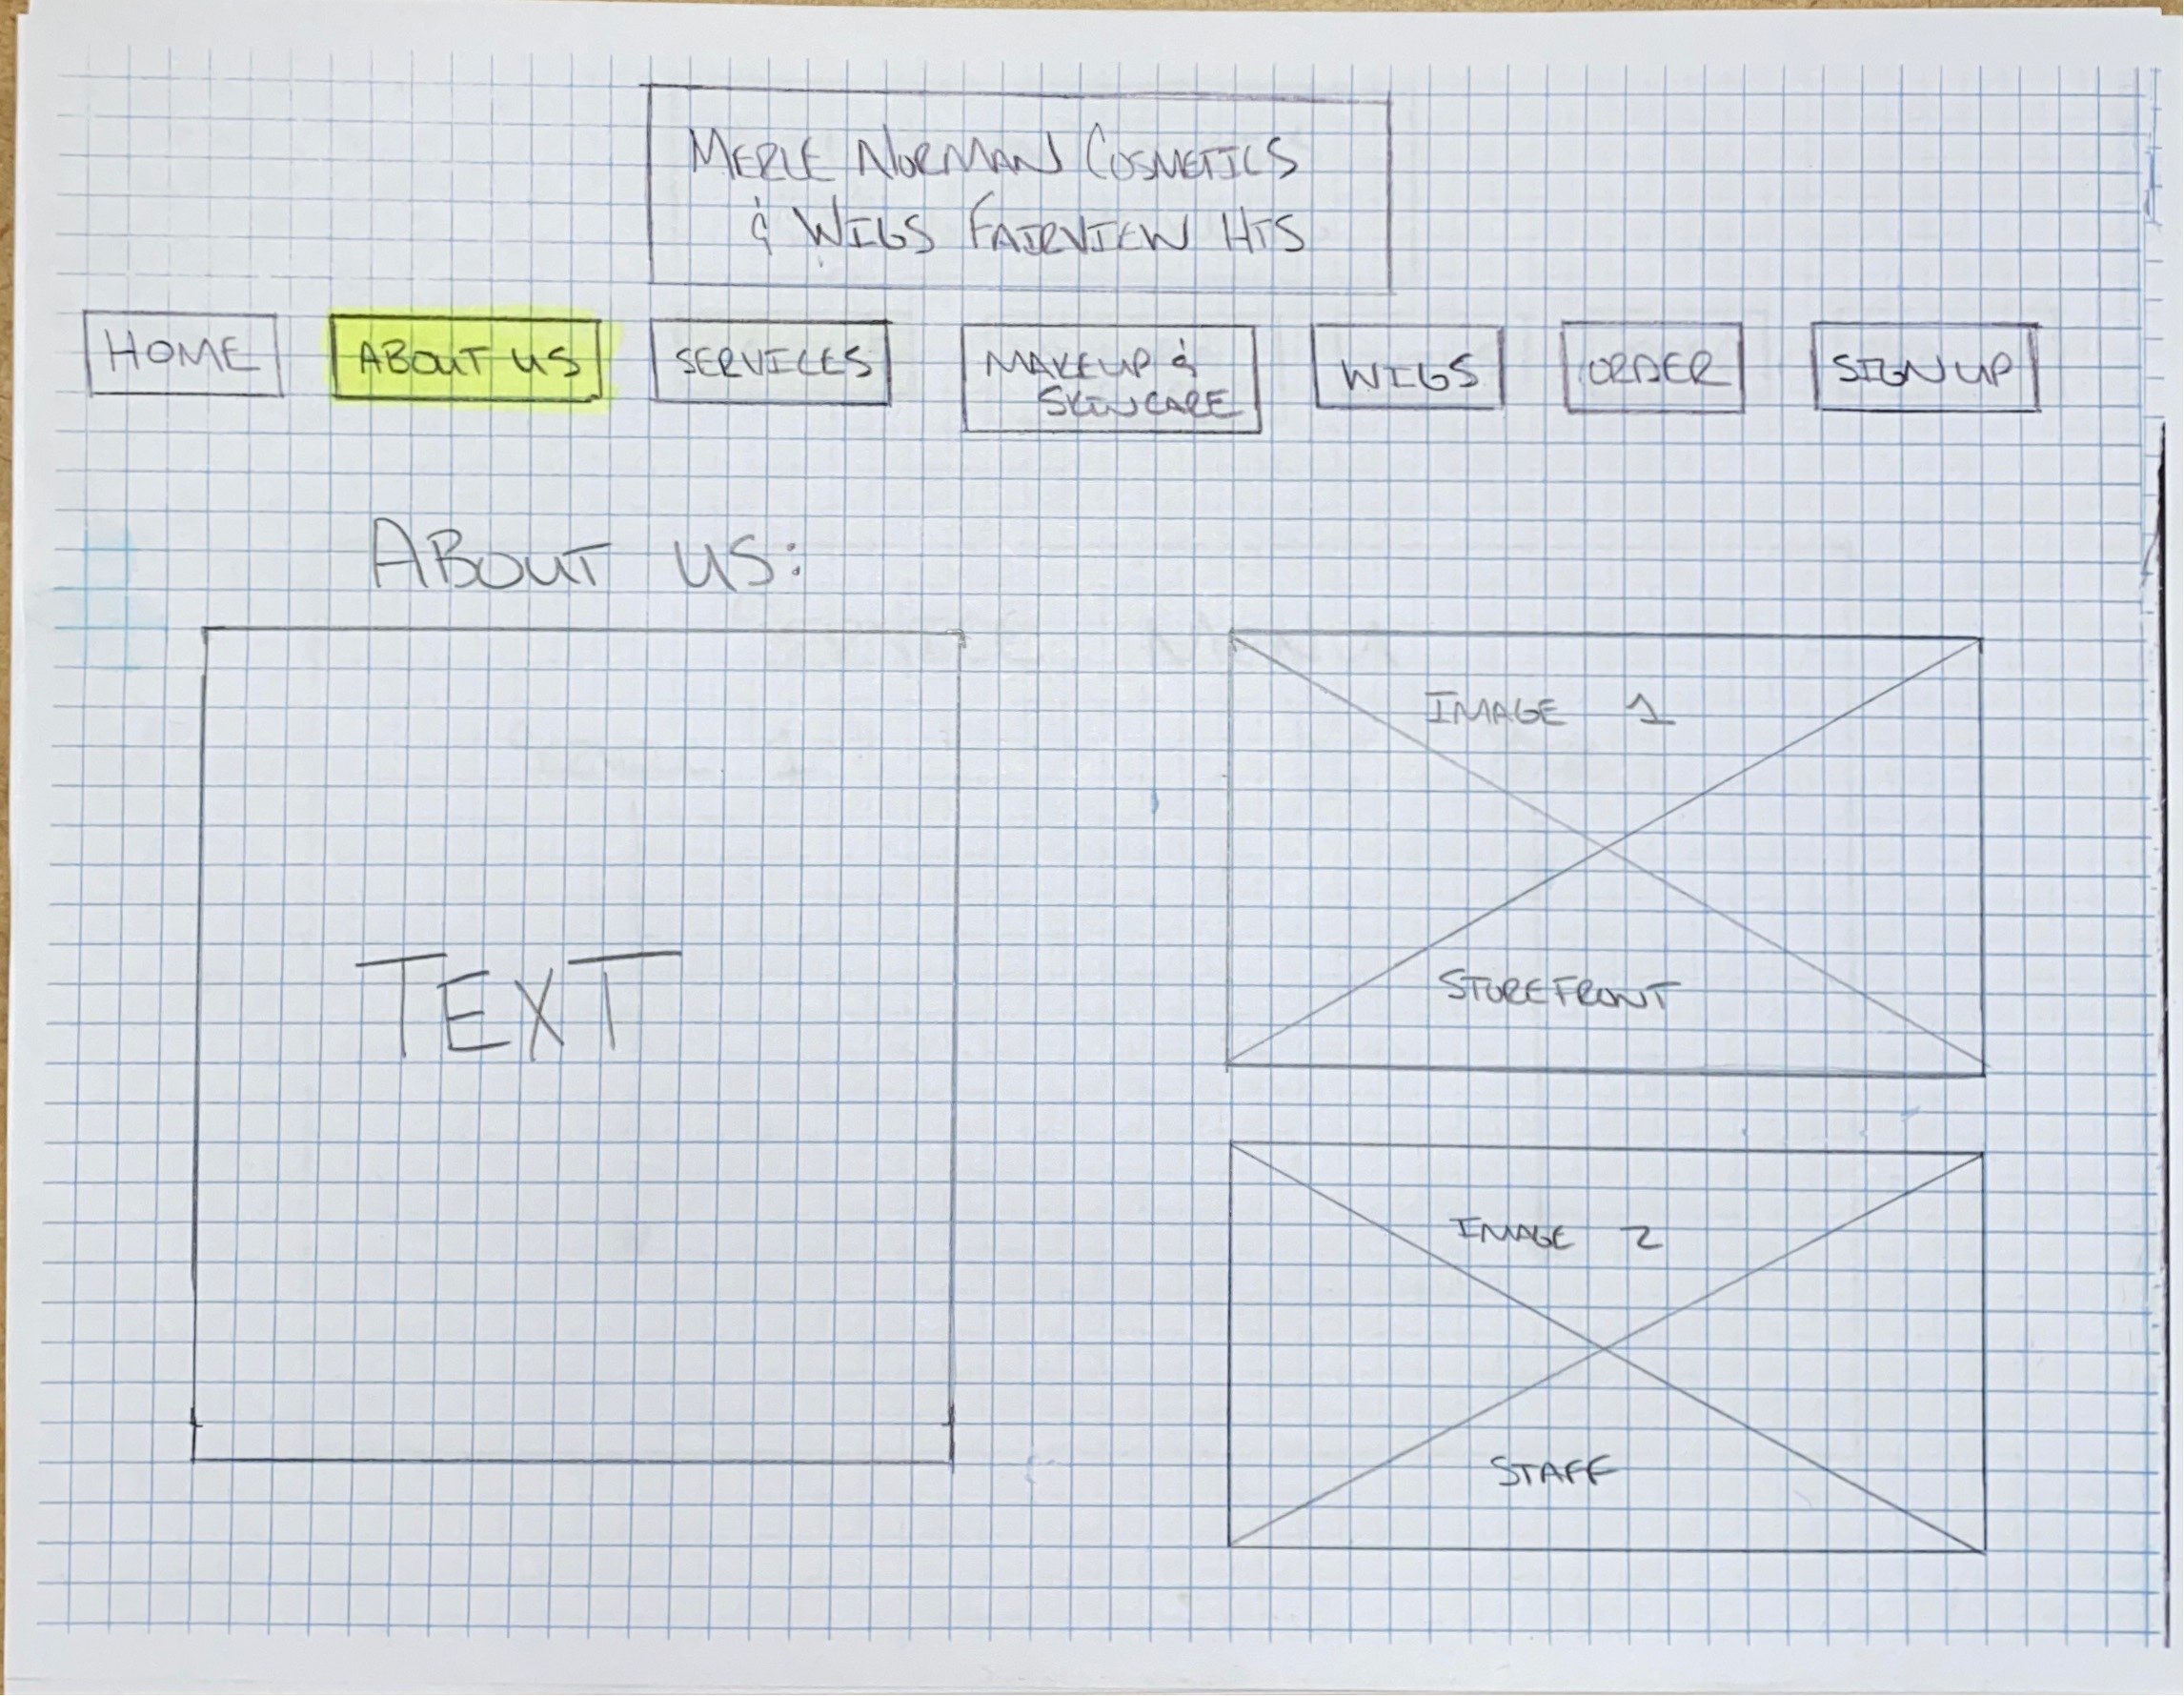 MERLE NORMAN COSMETICS
& WIGS FAIRVIEW HTS
HOME
ABOUT US
SERVICES
MAKEUP &
SKINCARE
WIGS
ORDER
SIGN UP
ABOUT US:
TEXT
IMAGE 1
STOREFRONT
IMAGE 2
STAFF